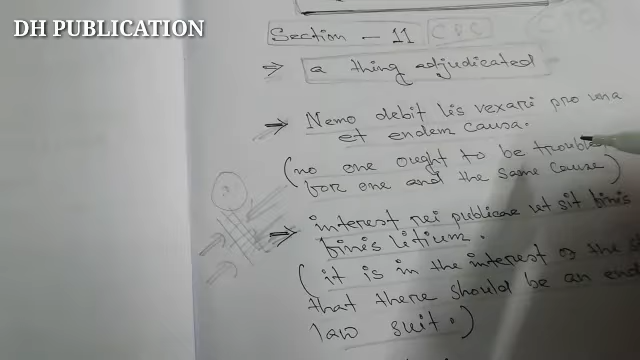 DH PUBLICATION
Section - 11 CPC
⇒ a thing adjudicated
⇒ Nemo debit lis vexari pro una
et endem causa.
(no one ought to be
for one and the same cause)
⇒ interest rei publicae ut sit finis
finis litium.
(it is in the interest of the
that there should be an end
law suit.)